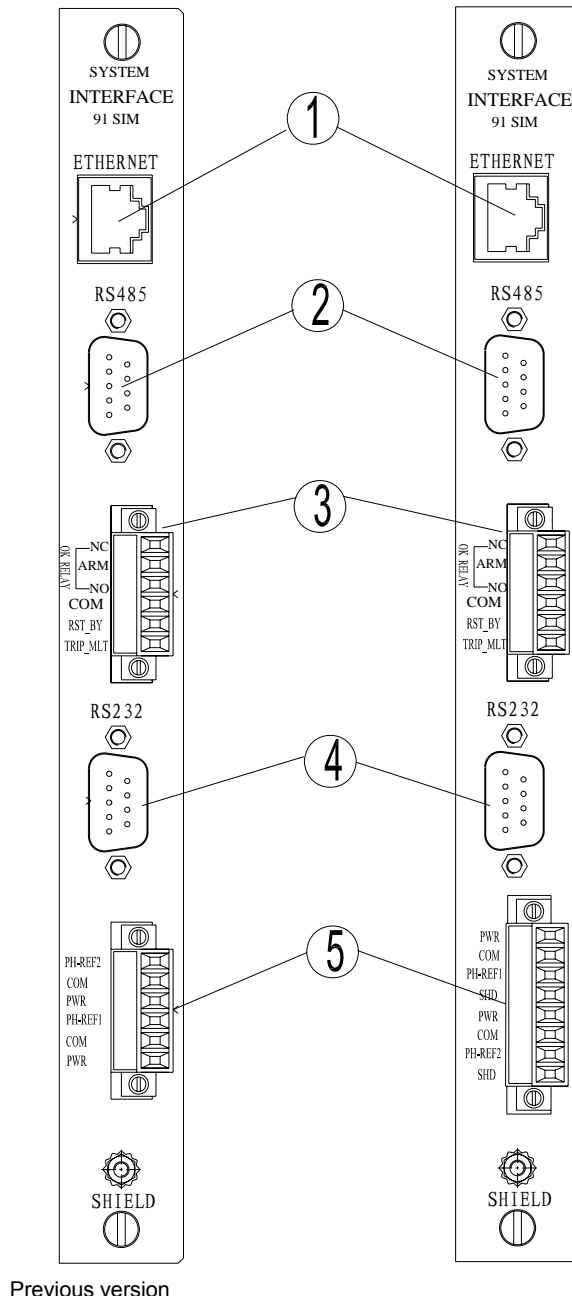 SYSTEM
INTERFACE
91 SIM
ETHERNET
RS485
OK RELAY
NC
ARM
NO
COM
RST_BY
TRIP_MLT
RS232
PH-REF2
COM
PWR
PH-REF1
COM
PWR
SHIELD
1
2
3
4
5
SYSTEM
INTERFACE
91 SIM
ETHERNET
RS485
OK RELAY
NC
ARM
NO
COM
RST_BY
TRIP_MLT
RS232
PWR
COM
PH-REF1
SHD
PWR
COM
PH-REF2
SHD
SHIELD
Previous version